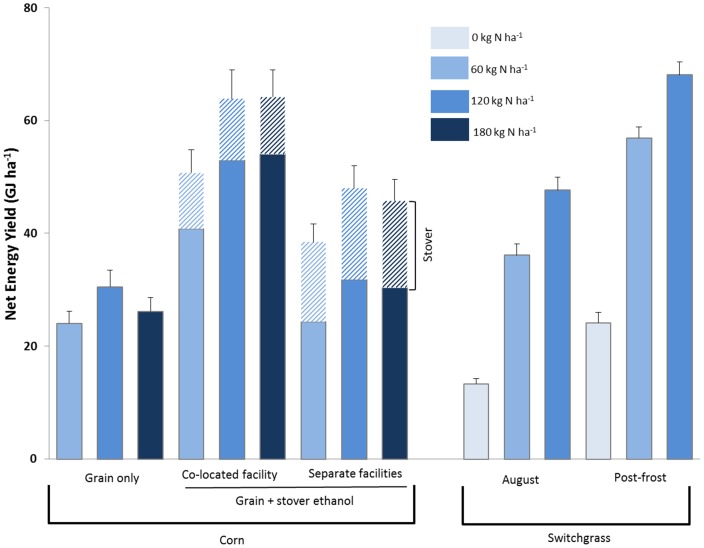 80
60
40
20
0
Net Energy Yield (GJ ha⁻¹)
0 kg N ha⁻¹
60 kg N ha⁻¹
120 kg N ha⁻¹
180 kg N ha⁻¹
Stover
Grain only
Co-located facility
Separate facilities
August
Post-frost
Grain + stover ethanol
Corn
Switchgrass